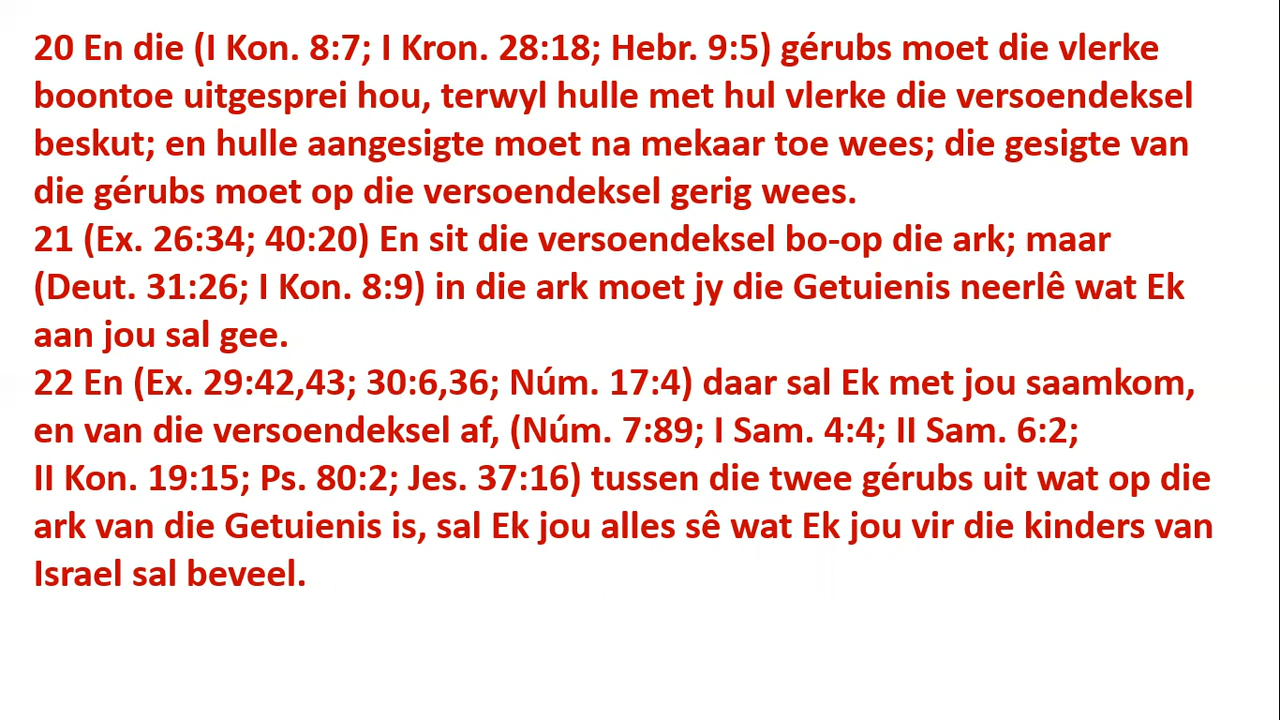 20 En die (I Kon. 8:7; I Kron. 28:18; Hebr. 9:5) gérubs moet die vlerke
boontoe uitgesprei hou, terwyl hulle met hul vlerke die versoendeksel
beskut; en hulle aangesigte moet na mekaar toe wees; die gesigte van
die gérubs moet op die versoendeksel gerig wees.
21 (Ex. 26:34; 40:20) En sit die versoendeksel bo-op die ark; maar
(Deut. 31:26; I Kon. 8:9) in die ark moet jy die Getuienis neerlê wat Ek
aan jou sal gee.
22 En (Ex. 29:42,43; 30:6,36; Núm. 17:4) daar sal Ek met jou saamkom,
en van die versoendeksel af, (Núm. 7:89; I Sam. 4:4; II Sam. 6:2;
II Kon. 19:15; Ps. 80:2; Jes. 37:16) tussen die twee gérubs uit wat op die
ark van die Getuienis is, sal Ek jou alles sê wat Ek jou vir die kinders van
Israel sal beveel.